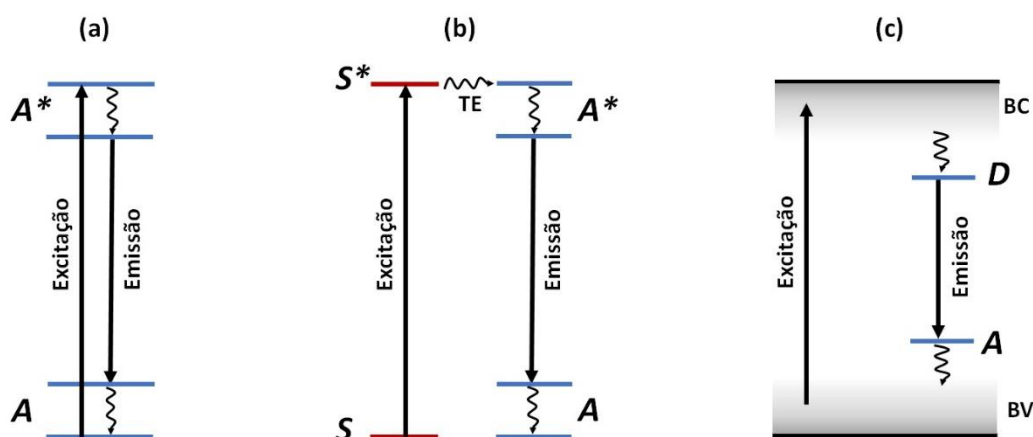 (a)
A*
Excitação
Emissão
A
(b)
S*
TE
A*
Excitação
Emissão
S
A
(c)
BC
D
Excitação
Emissão
A
BV